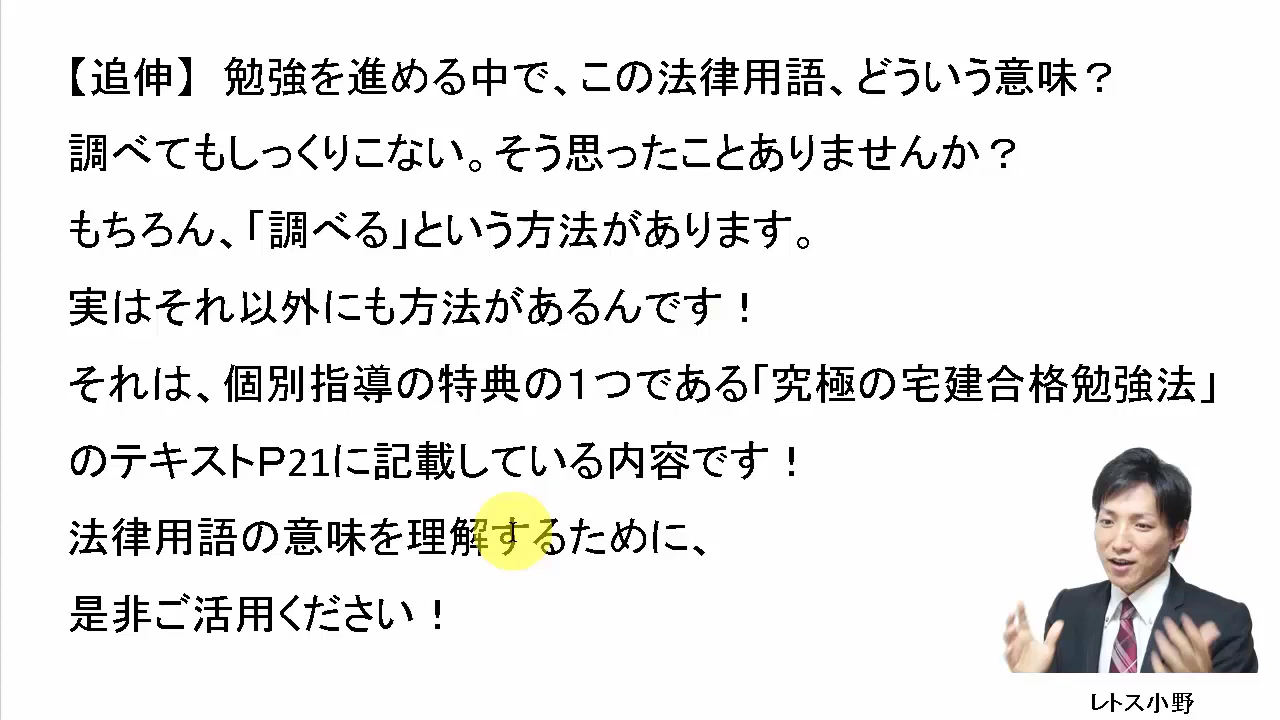 【追伸】 勉強を進める中で、この法律用語、どういう意味？
調べてもしっくりこない。そう思ったことありませんか？
もちろん、「調べる」という方法があります。
実はそれ以外にも方法があるんです！
それは、個別指導の特典の１つである「究極の宅建合格勉強法」
のテキストＰ21に記載している内容です！
法律用語の意味を理解するために、
是非ご活用ください！
レトス小野